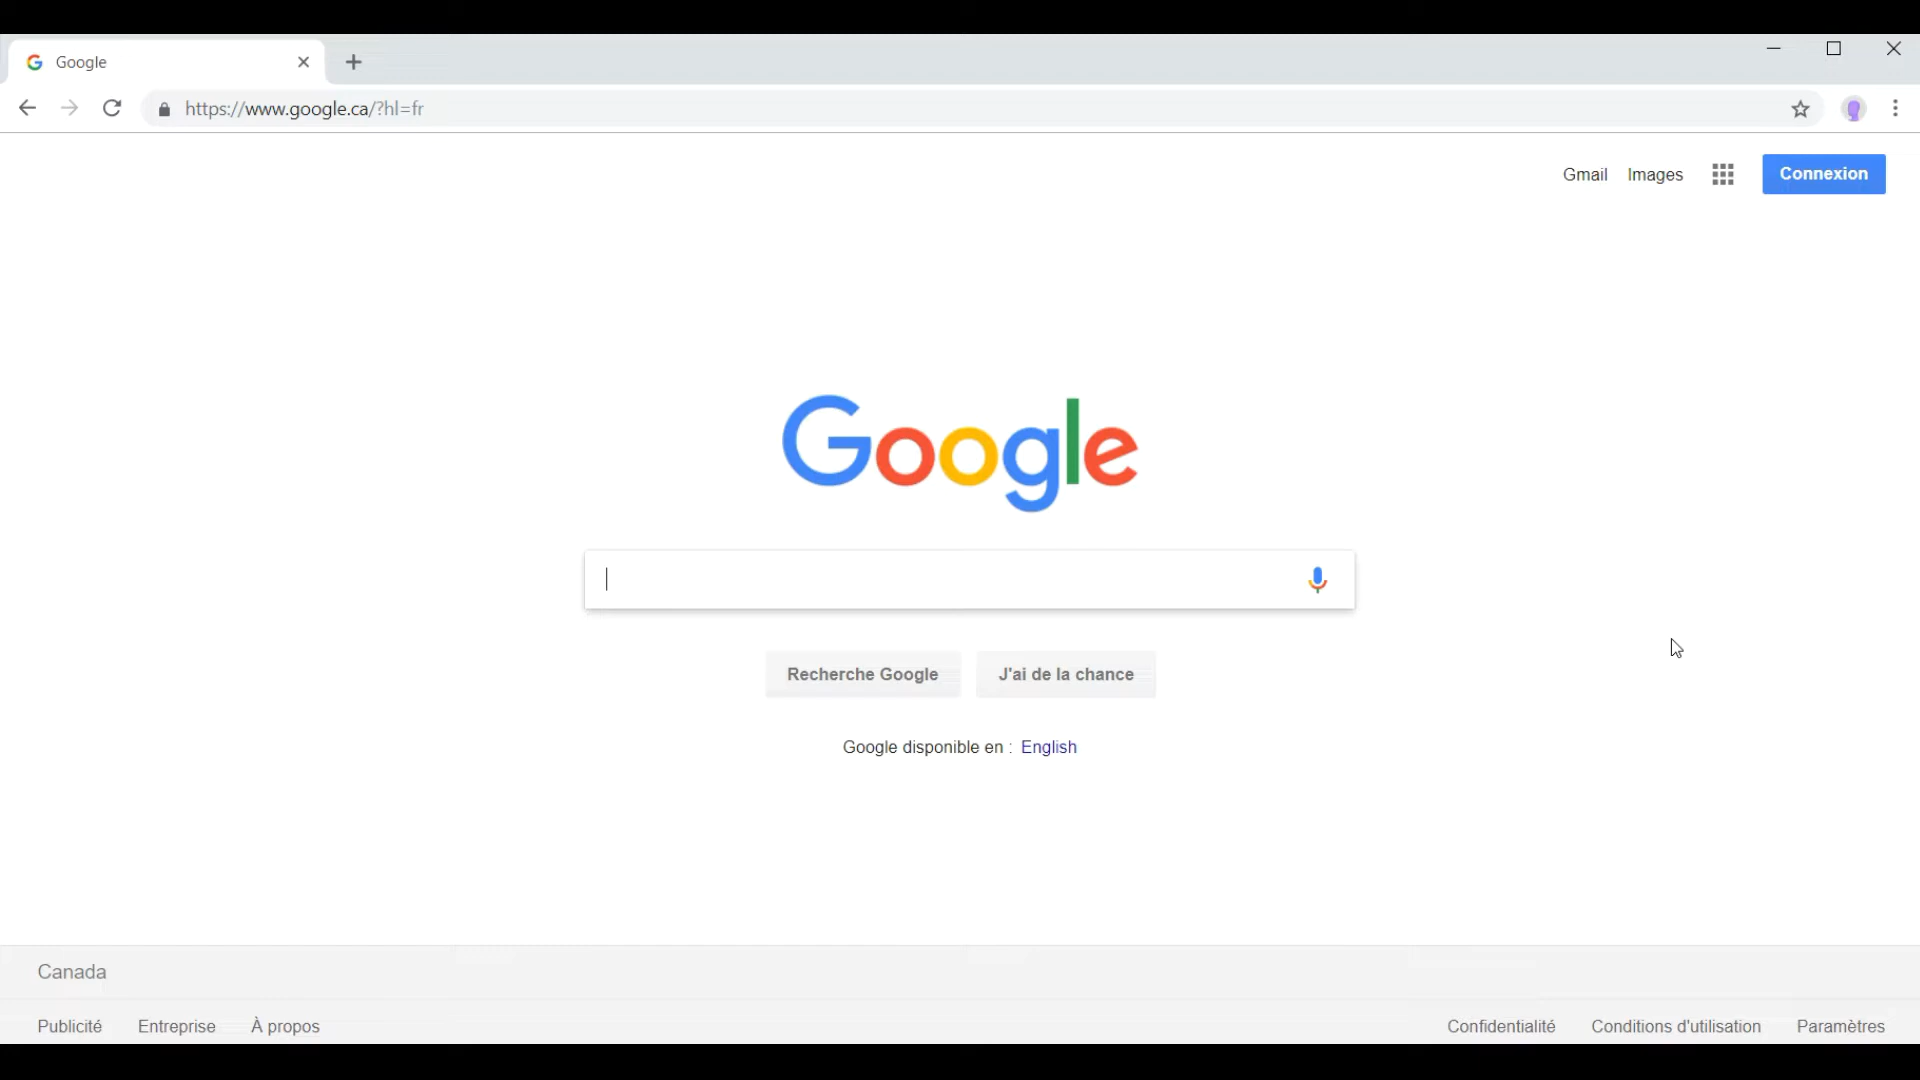 Google
https://www.google.ca/?hl=fr
Gmail Images Connexion
Google
Recherche Google J'ai de la chance
Google disponible en : English
Canada
Publicité Entreprise À propos Confidentialité Conditions d'utilisation Paramètres